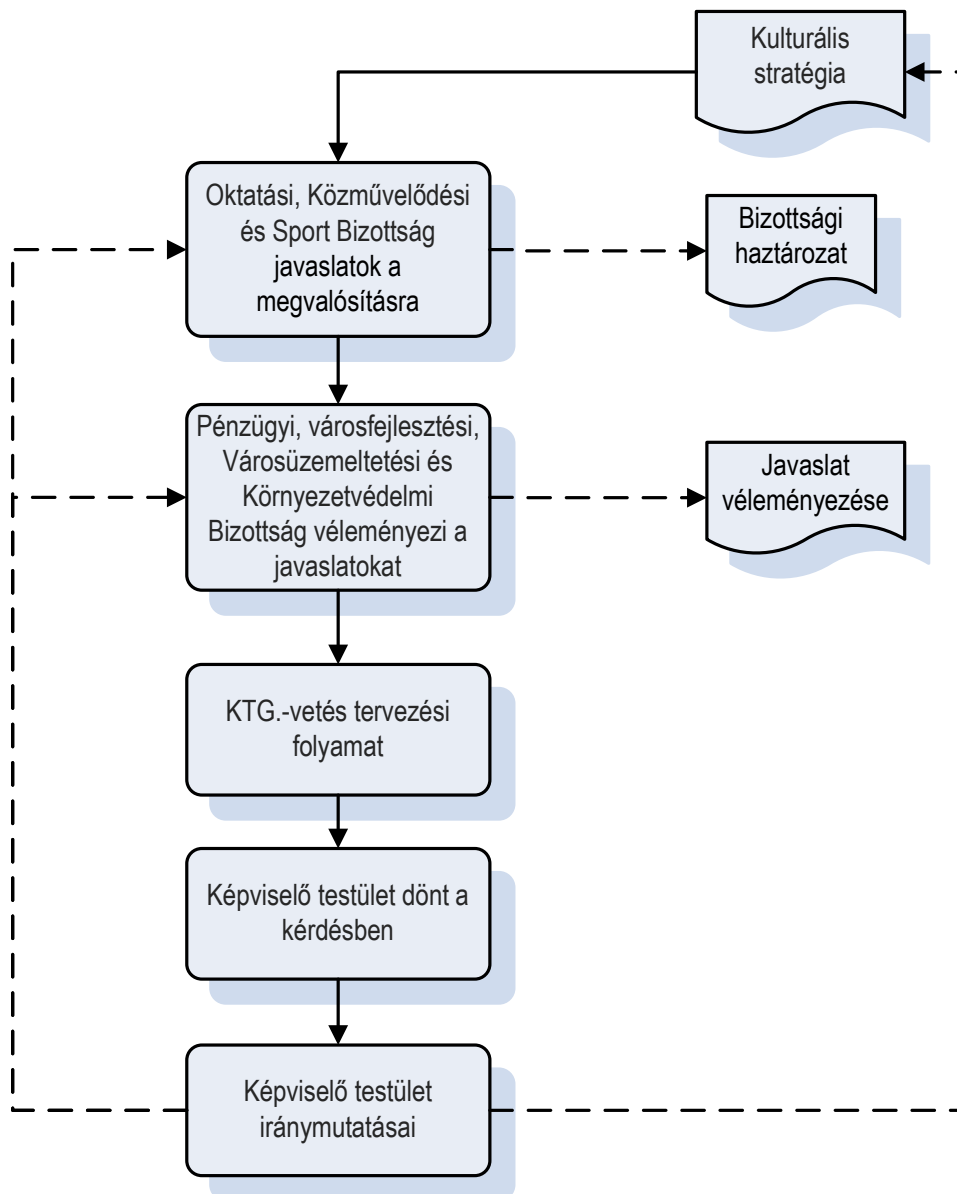 Kulturális
stratégia
Oktatási, Közművelődési
és Sport Bizottság
javaslatok a
megvalósításra
Bizottsági
haztározat
Pénzügyi, városfejlesztési,
Városüzemeltetési és
Környezetvédelmi
Bizottság véleményezi a
javaslatokat
Javaslat
véleményezése
KTG.-vetés tervezési
folyamat
Képviselő testület dönt a
kérdésben
Képviselő testület
iránymutatásai